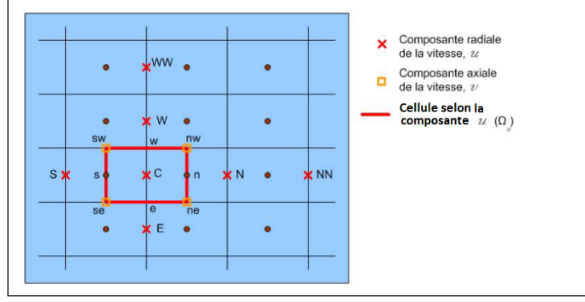 WW
W
sw
w
nw
S
s
C
n
N
NN
se
e
ne
E
Composante radiale
de la vitesse, u
Composante axiale
de la vitesse, v
Cellule selon la
composante u (Ωu)